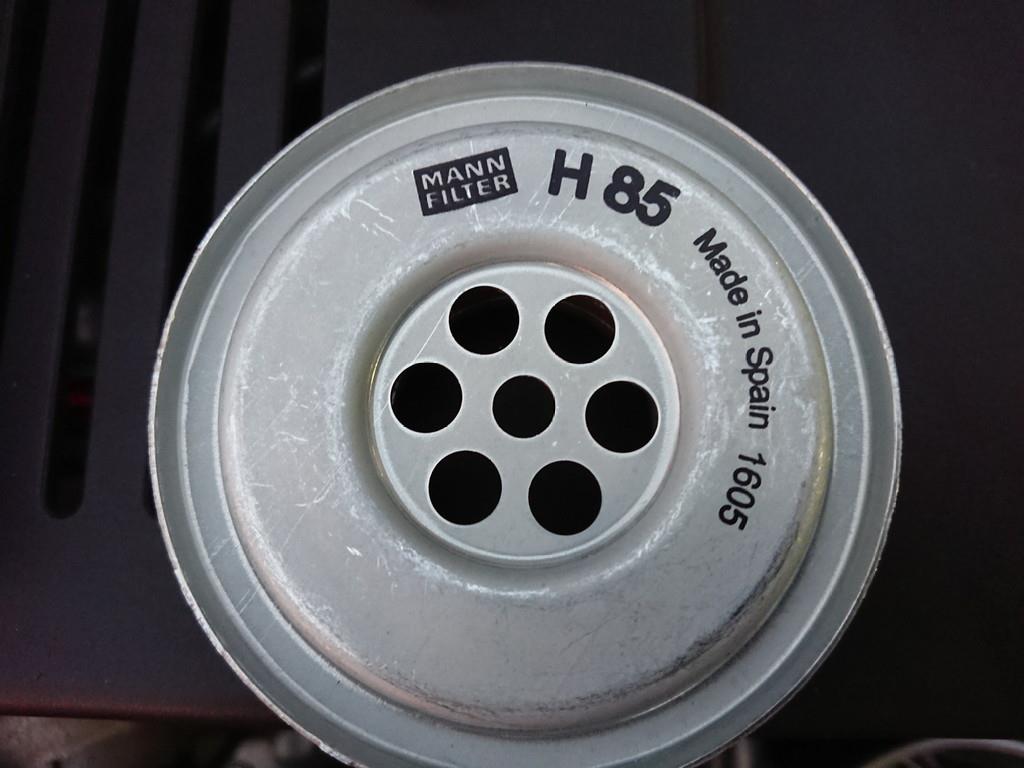 MANN
FILTER
H 85
Made in Spain 1605